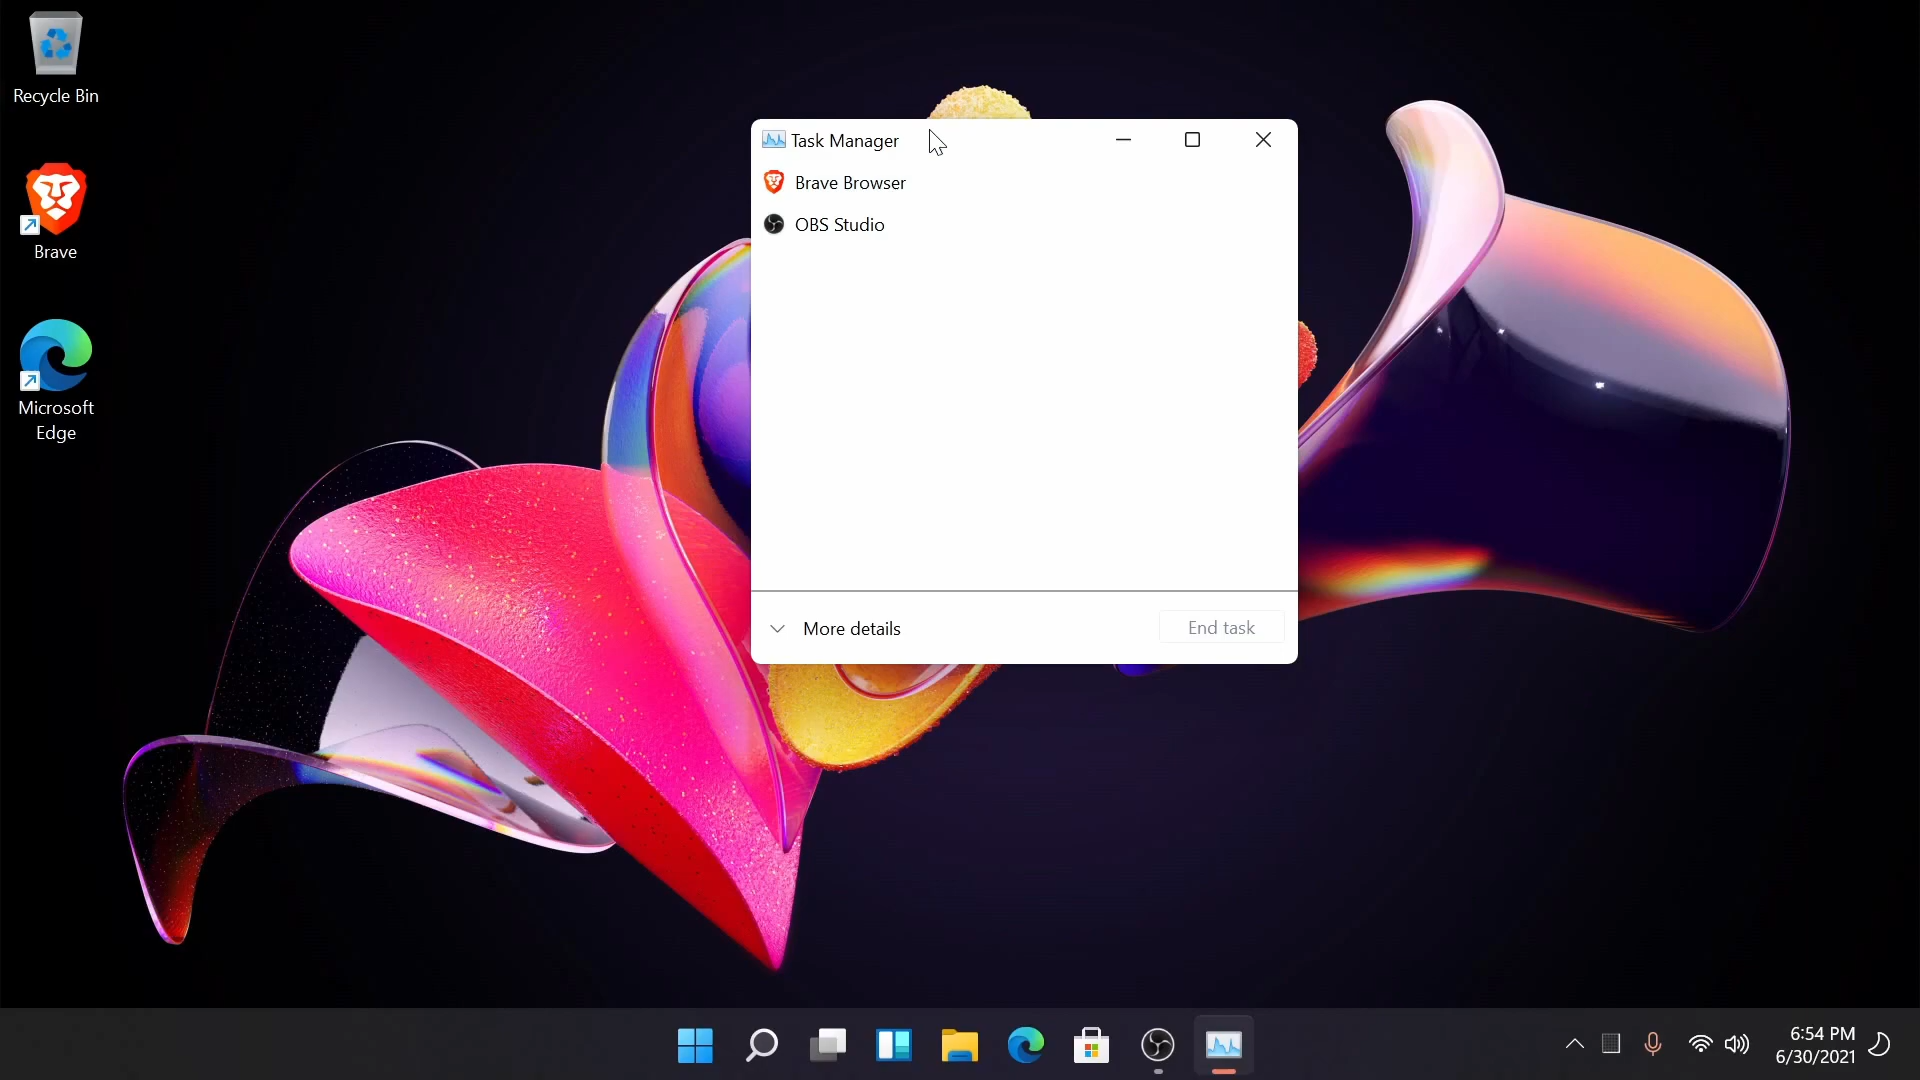 Recycle Bin
Brave
Microsoft
Edge
Task Manager
Brave Browser
OBS Studio
More details
End task
6:54 PM
6/30/2021